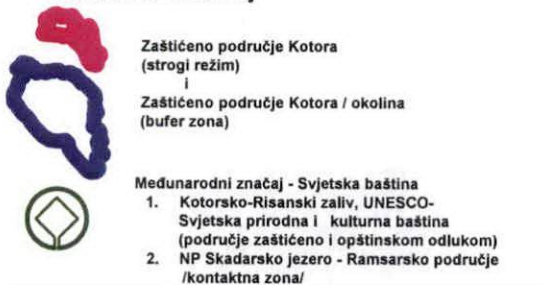 Zaštićeno područje Kotora
(strogi režim)
i
Zaštićeno područje Kotora / okolina
(bufer zona)
Međunarodni značaj - Svjetska baština
1. Kotorsko-Risanski zaliv, UNESCO-
Svjetska prirodna i kulturna baština
(područje zaštićeno i opštinskom odlukom)
2. NP Skadarsko jezero - Ramsarsko područje
/kontaktna zona/